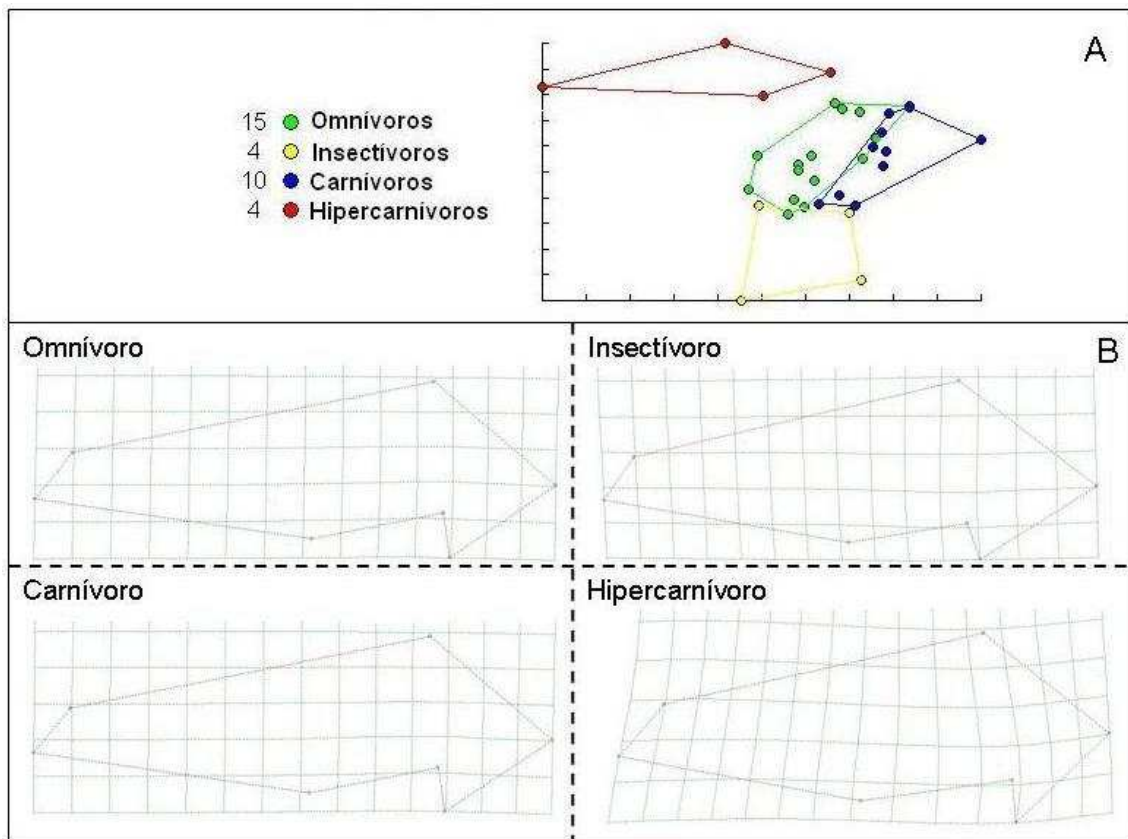 A
15 Omnívoros
4 Insectívoros
10 Carnívoros
4 Hipercarnívoros
Omnívoro
Insectívoro
B
Carnívoro
Hipercarnívoro